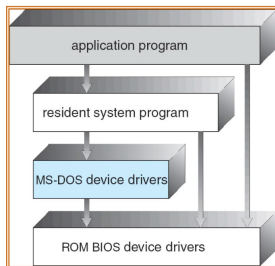 application program
resident system program
MS-DOS device drivers
ROM BIOS device drivers